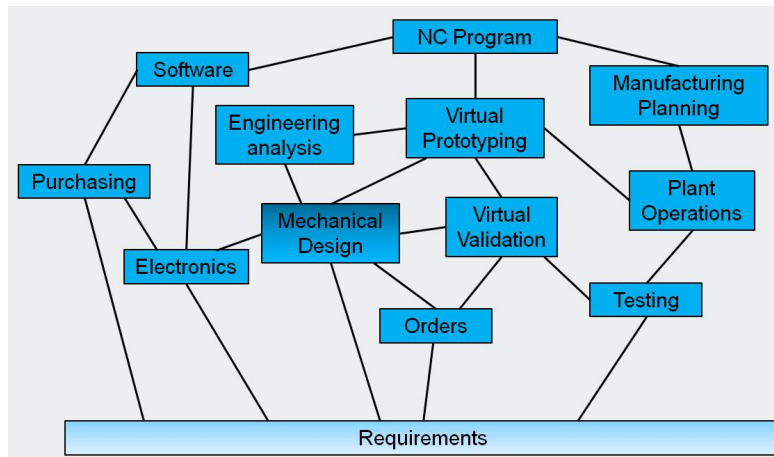 NC Program
Software
Manufacturing
Planning
Engineering
analysis
Virtual
Prototyping
Purchasing
Plant
Operations
Mechanical
Design
Virtual
Validation
Electronics
Testing
Orders
Requirements